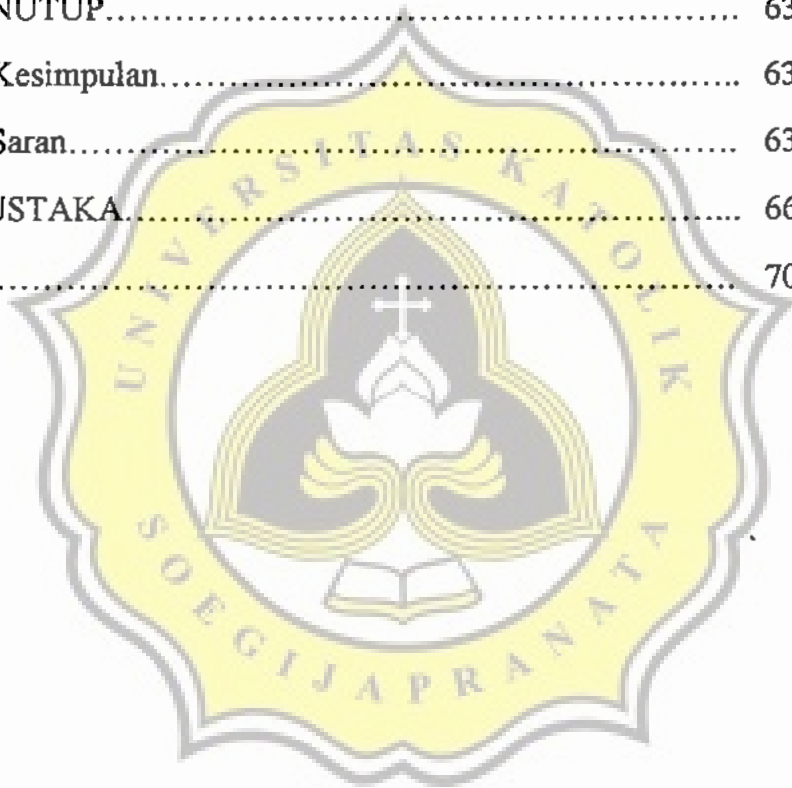 NUTUP.......................................................... 63
Kesimpulan.................................................... 63
Saran............................................................. 63
USTAKA....................................................... 66
.................................................................... 70
UNIVERSITAS KATOLIK
SOEGIJAPRANATA